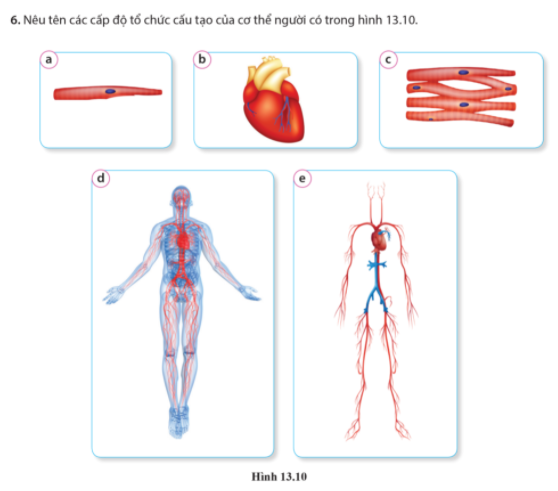 6. Nêu tên các cấp độ tổ chức cấu tạo của cơ thể người có trong hình 13.10.
a
b
c
d
e
Hình 13.10